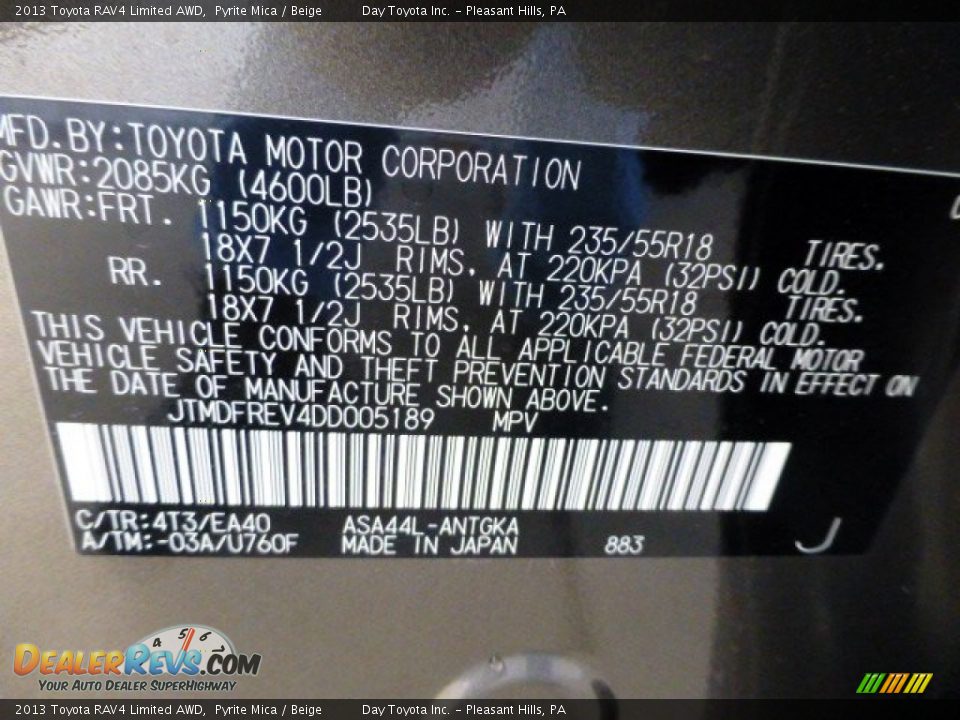 2013 Toyota RAV4 Limited AWD, Pyrite Mica / Beige Day Toyota Inc. - Pleasant Hills, PA
MFD.BY:TOYOTA MOTOR CORPORATION
GVWR:2085KG (4600LB)
GAWR:FRT. 1150KG (2535LB) WITH 235/55R18 TIRES.
18X7 1/2J RIMS, AT 220KPA (32PSI) COLD.
RR. 1150KG (2535LB) WITH 235/55R18 TIRES.
18X7 1/2J RIMS, AT 220KPA (32PSI) COLD.
THIS VEHICLE CONFORMS TO ALL APPLICABLE FEDERAL MOTOR
VEHICLE SAFETY AND THEFT PREVENTION STANDARDS IN EFFECT ON
THE DATE OF MANUFACTURE SHOWN ABOVE.
JTMDFREV4DD005189 MPV
C/TR:4T3/EA40 ASA44L-ANTGKA
A/TM:-03A/U760F MADE IN JAPAN 883 J
4 5 6 7
DEALERREVS.COM
YOUR AUTO DEALER SUPERHIGHWAY
2013 Toyota RAV4 Limited AWD, Pyrite Mica / Beige Day Toyota Inc. - Pleasant Hills, PA